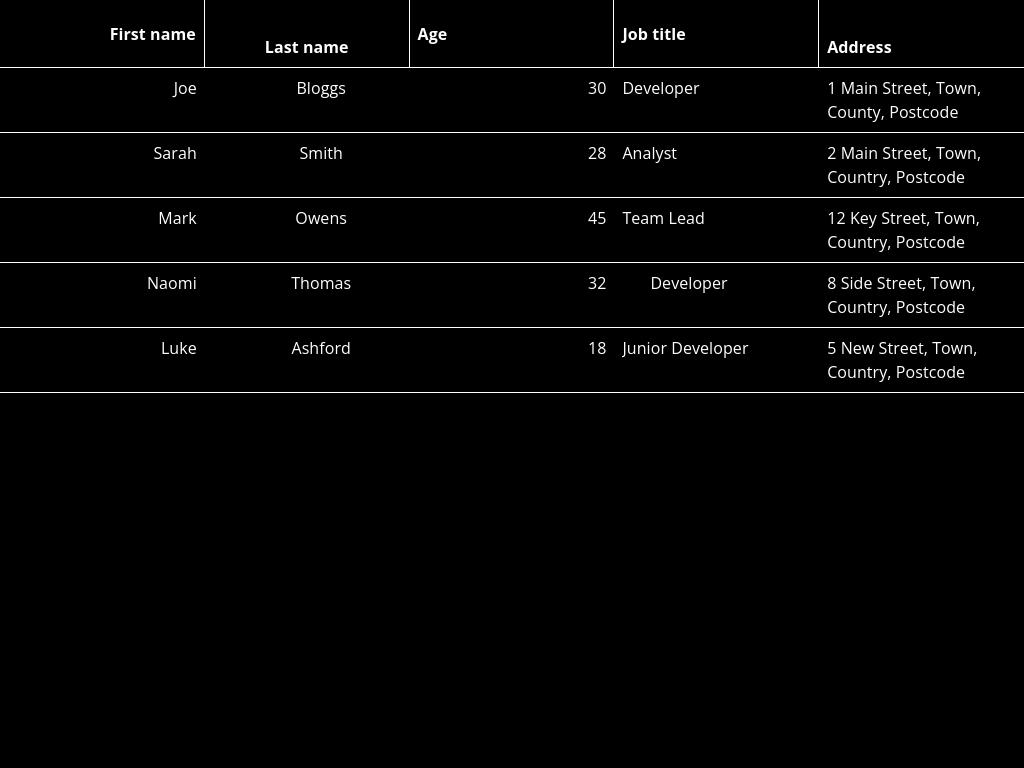 First name Last name Age Job title Address
Joe Bloggs 30 Developer 1 Main Street, Town,
County, Postcode
Sarah Smith 28 Analyst 2 Main Street, Town,
Country, Postcode
Mark Owens 45 Team Lead 12 Key Street, Town,
Country, Postcode
Naomi Thomas 32 Developer 8 Side Street, Town,
Country, Postcode
Luke Ashford 18 Junior Developer 5 New Street, Town,
Country, Postcode